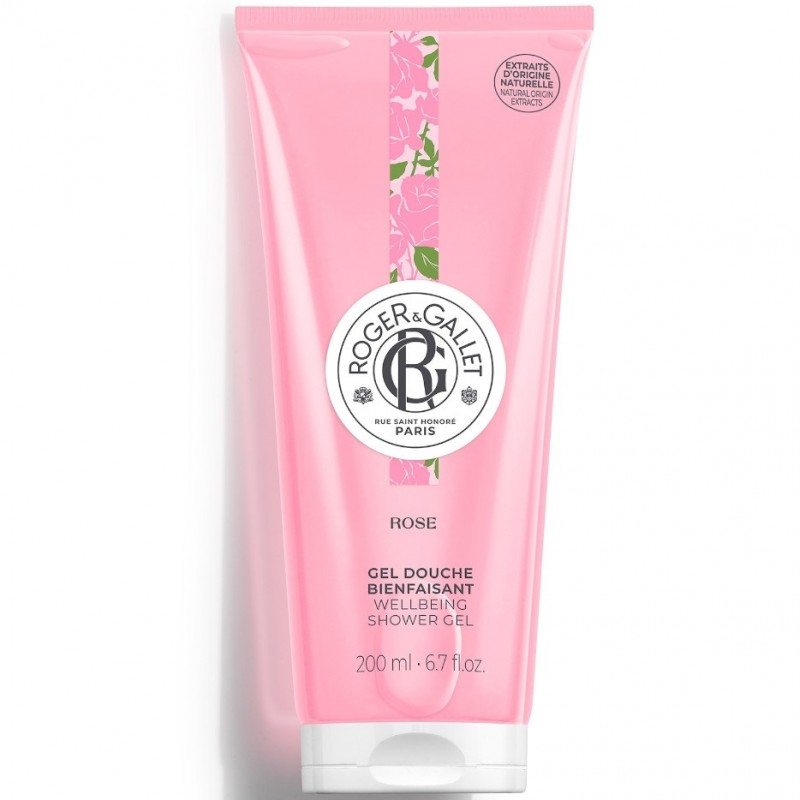 EXTRAITS
D'ORIGINE
NATURELLE
NATURAL ORIGIN
EXTRACTS
ROGER & GALLET
RG
RUE SAINT HONORÉ
PARIS
ROSE
GEL DOUCHE
BIENFAISANT
WELLBEING
SHOWER GEL
200 ml • 6.7 fl.oz.